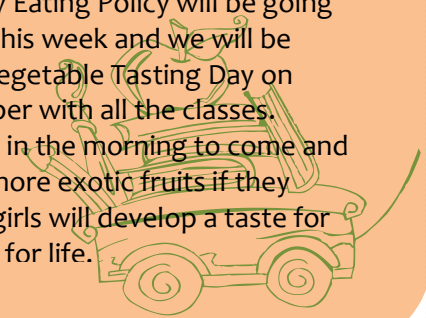 Eating Policy will be going
his week and we will be
egetable Tasting Day on
ber with all the classes.
in the morning to come and
nore exotic fruits if they
girls will develop a taste for
for life.